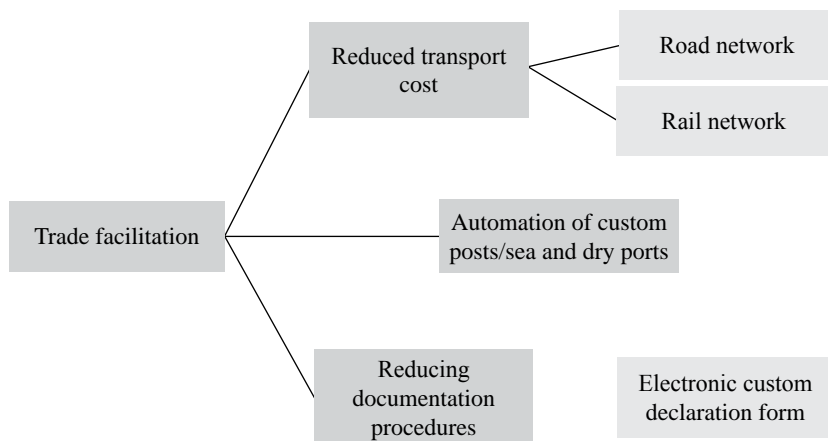 Reduced transport
cost
Road network
Rail network
Trade facilitation
Automation of custom
posts/sea and dry ports
Reducing
documentation
procedures
Electronic custom
declaration form